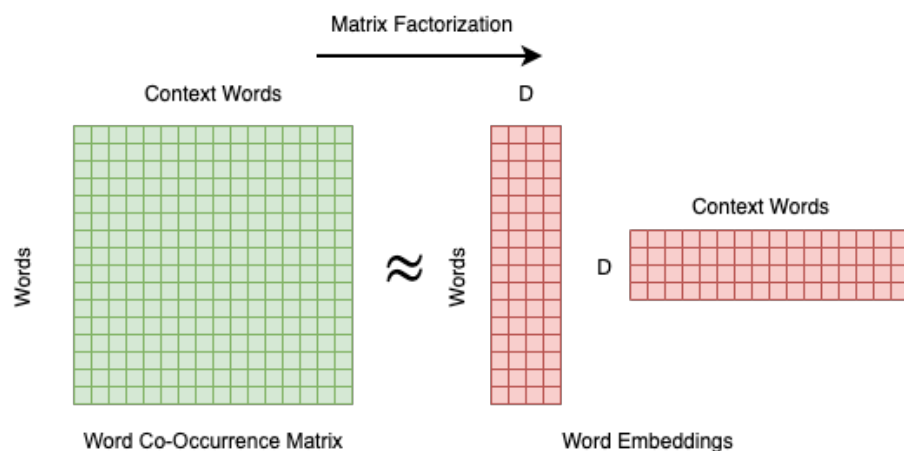 Matrix Factorization
Context Words
D
Context Words
Words
Words
D
Word Co-Occurrence Matrix
Word Embeddings